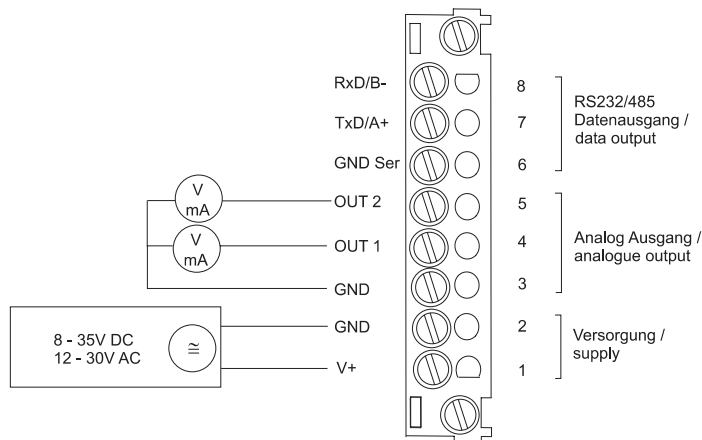 RxD/B- 8
TxD/A+ 7
GND Ser 6
RS232/485
Datenausgang /
data output
V
mA
OUT 2 5
V
mA
OUT 1 4
GND 3
Analog Ausgang /
analogue output
8 - 35V DC
12 - 30V AC
≅
GND 2
V+ 1
Versorgung /
supply